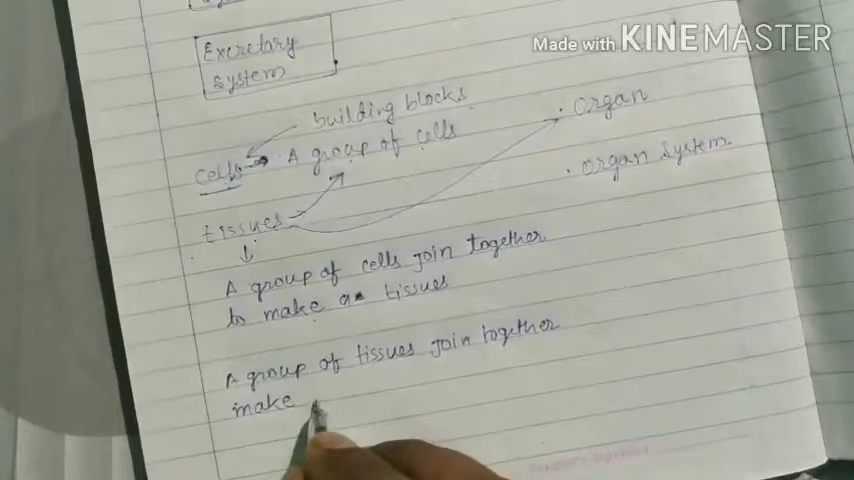 Made with KINEMASTER
Excretary
system
building blocks
cells → A group of cells
• organ
• organ system.
tissues
A group of cells join together
to make a tissues
A group of tissues join together
make